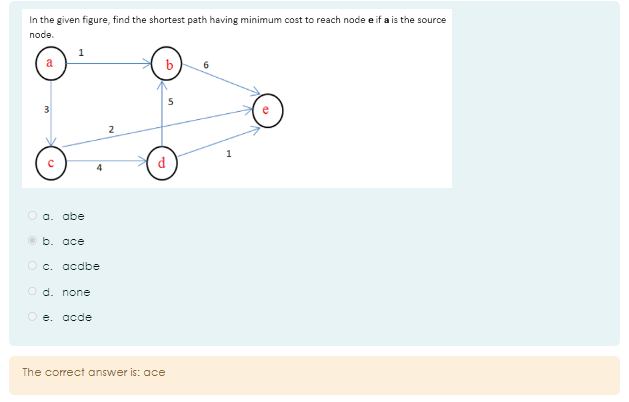 In the given figure, find the shortest path having minimum cost to reach node e if a is the source
node.
1
a
b
6
3
5
e
2
c
4
d
1
a. abe
b. ace
c. acdbe
d. none
e. acde
The correct answer is: ace